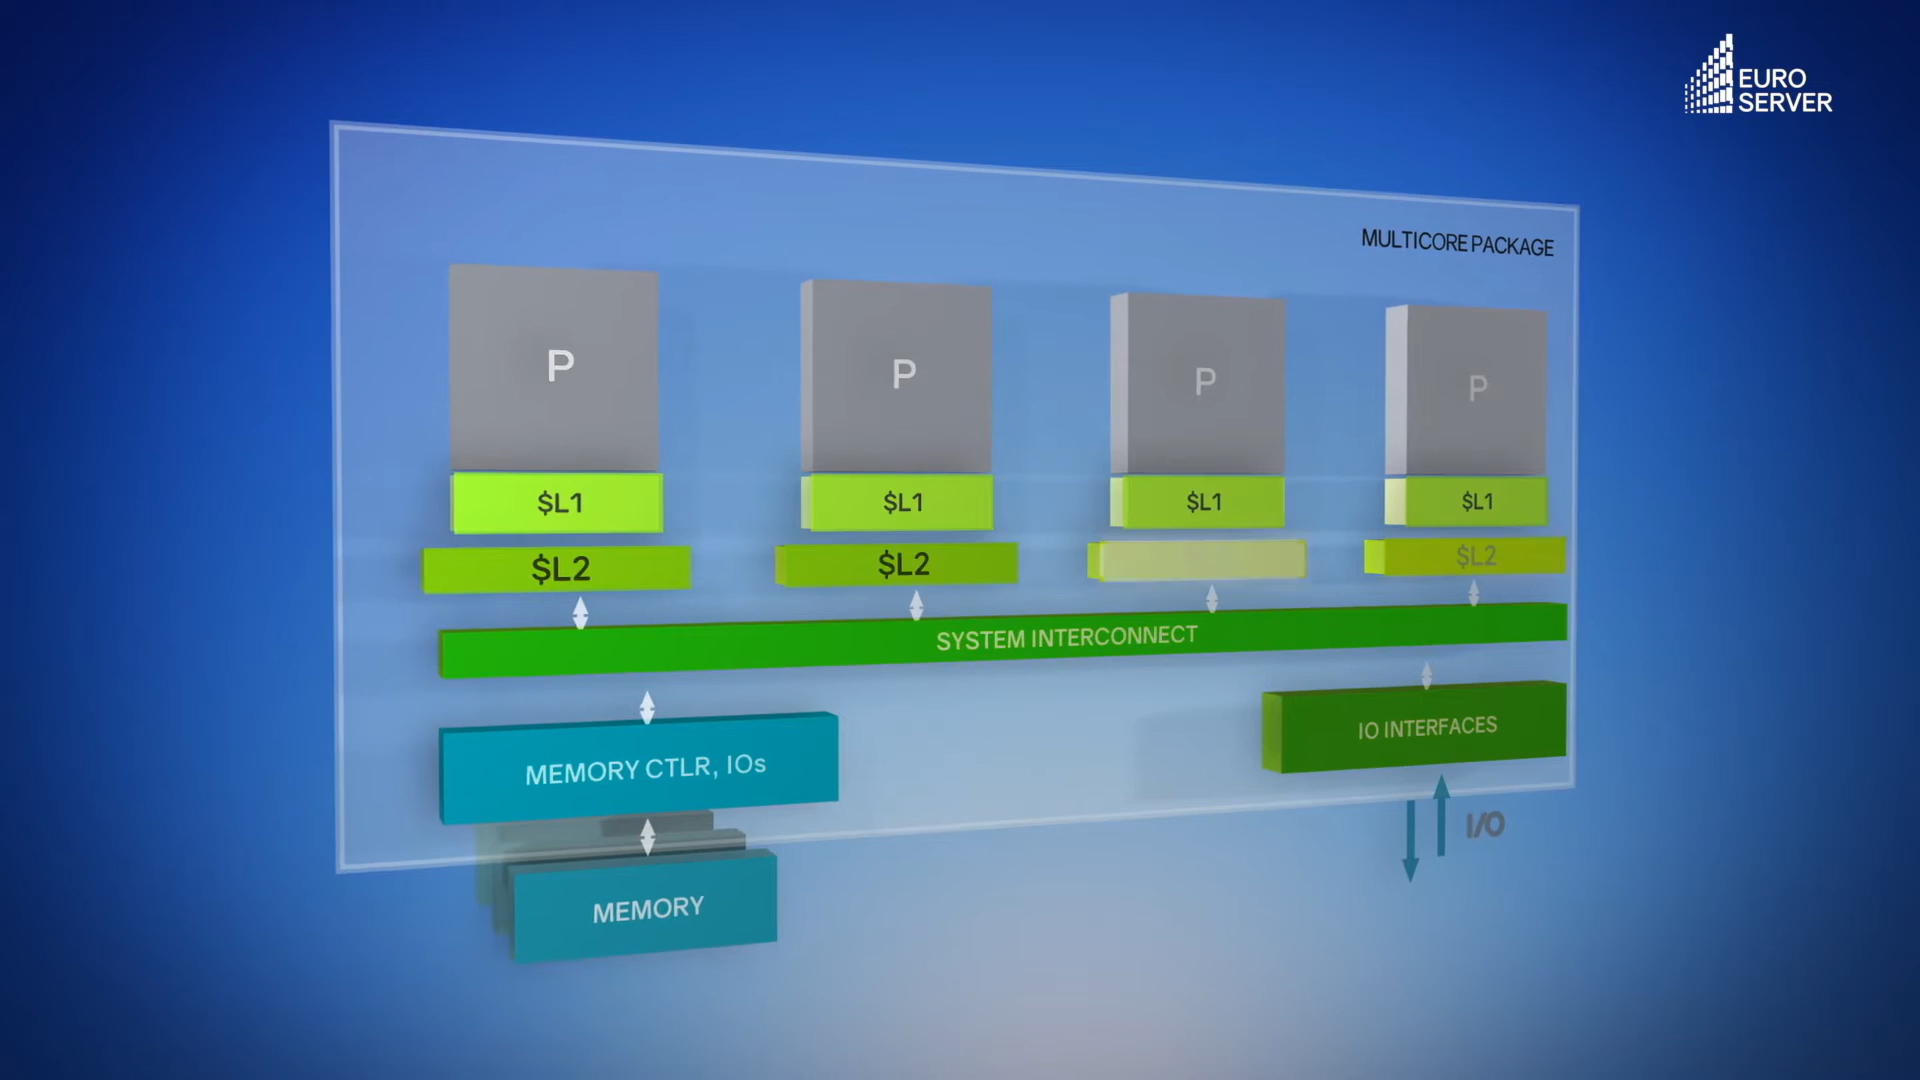 EURO
SERVER
MULTICORE PACKAGE
P P P P
$L1 $L1 $L1 $L1
$L2 $L2 $L2
SYSTEM INTERCONNECT
MEMORY CTLR, IOs
IO INTERFACES
I/O
MEMORY